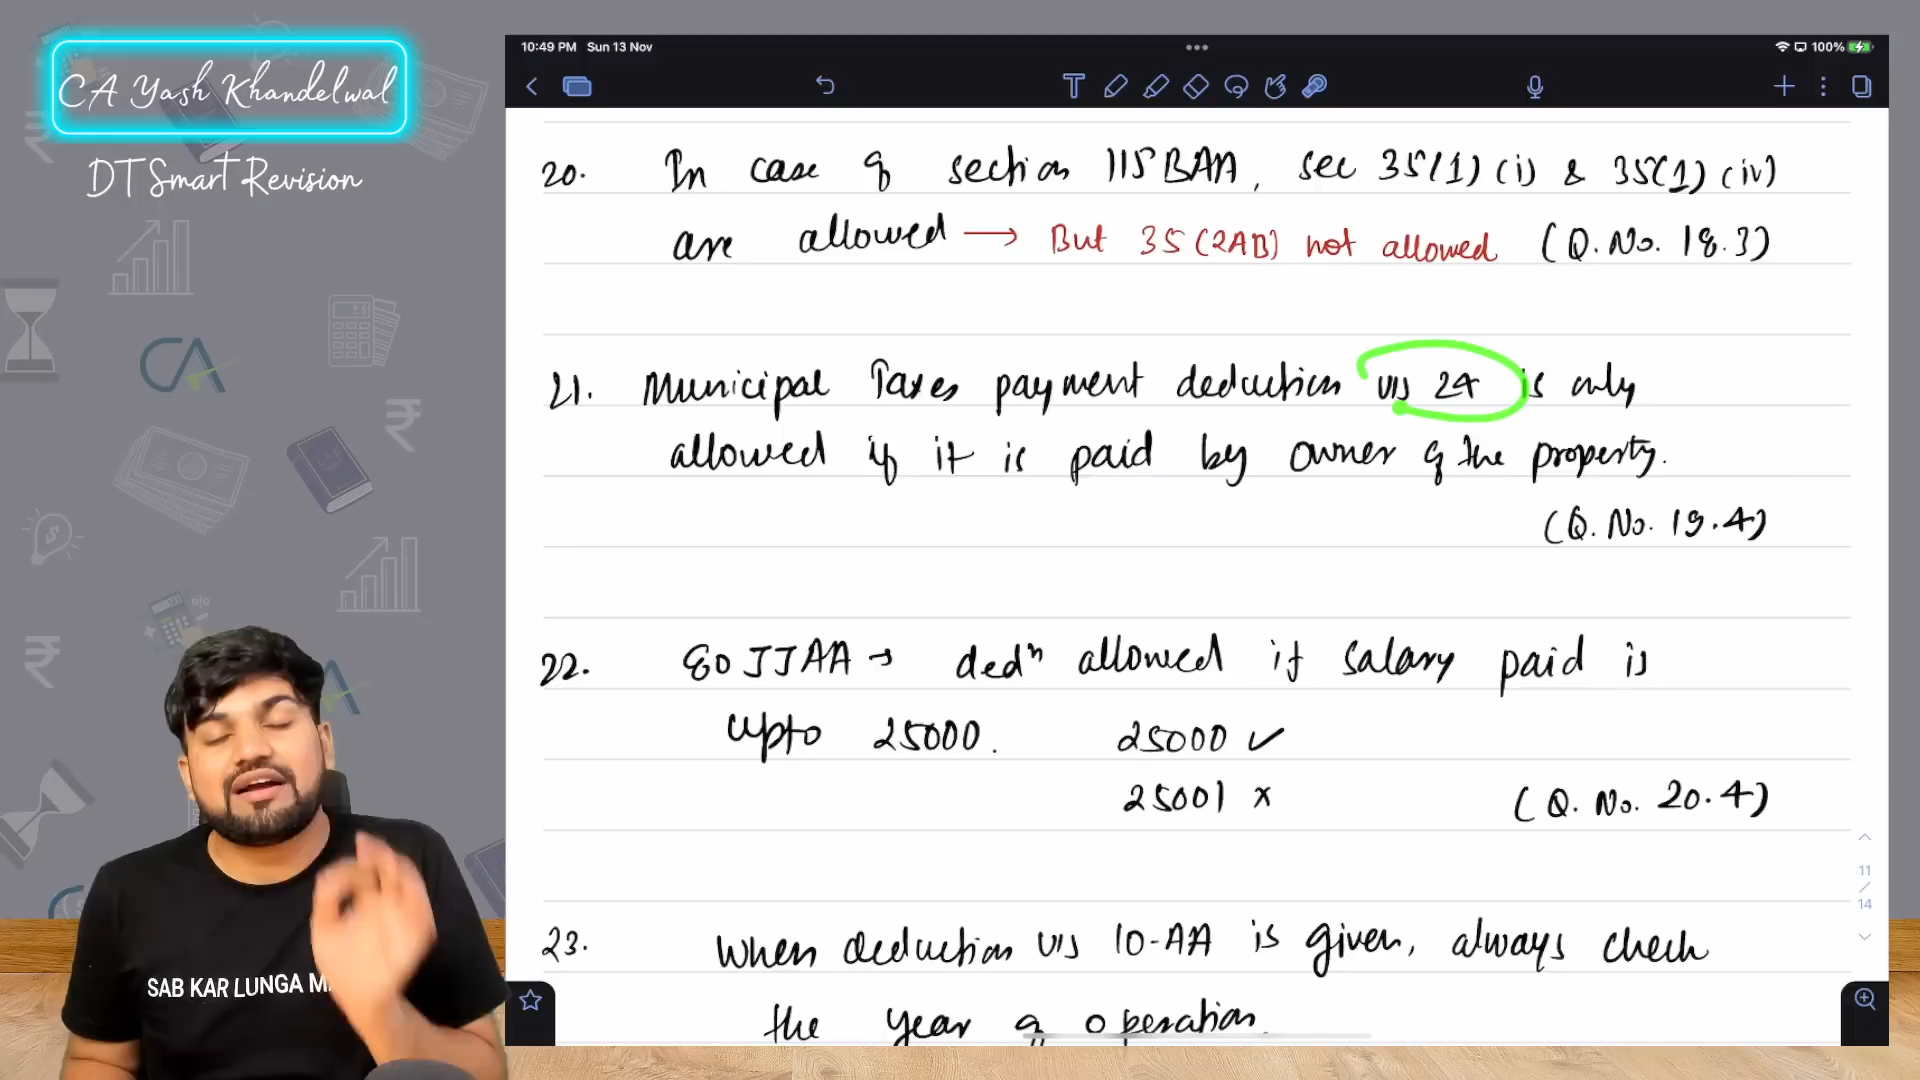 CA Yash Khandelwal
DT Smart Revision
10:49 PM Sun 13 Nov
100%
20. In case of section 115BAA, sec 35(1)(i) & 35(1)(iv)
are allowed → But 35(2AB) not allowed (Q.No. 18.3)
21. Municipal Taxes payment deduction u/s 24 is only
allowed if it is paid by owner of the property.
(Q.No. 19.4)
22. 80JJAA → dedn allowed if salary paid is
upto 25000. 25000 ✓
25001 x (Q.No. 20.4)
23. When deduction u/s 10-AA is given, always check
the year of operation.
11
/
14
CA
SAB KAR LUNGA M